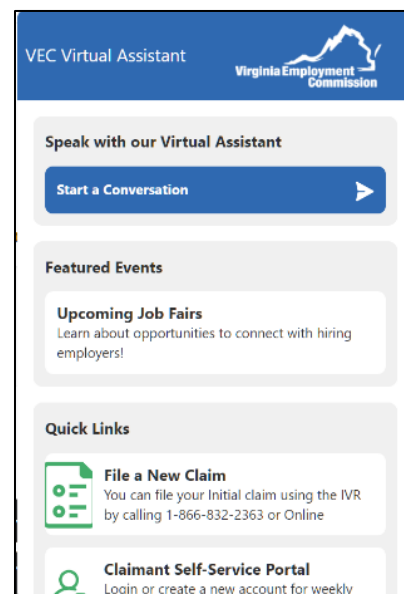 VEC Virtual Assistant
Virginia Employment
Commission
Speak with our Virtual Assistant
Start a Conversation
Featured Events
Upcoming Job Fairs
Learn about opportunities to connect with hiring
employers!
Quick Links
File a New Claim
You can file your Initial claim using the IVR
by calling 1-866-832-2363 or Online
Claimant Self-Service Portal
Login or create a new account for weekly